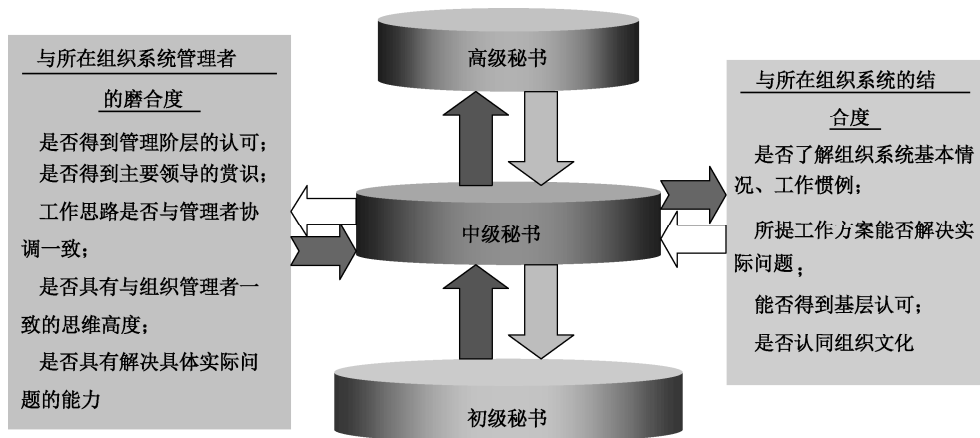 与所在组织系统管理者
的磨合度
是否得到管理阶层的认可；
是否得到主要领导的赏识；
工作思路是否与管理者协
调一致；
是否具有与组织管理者一
致的思维高度；
是否具有解决具体实际问
题的能力
高级秘书
中级秘书
初级秘书
与所在组织系统的结
合度
是否了解组织系统基本情
况、工作惯例；
所提工作方案能否解决实
际问题；
能否得到基层认可；
是否认同组织文化